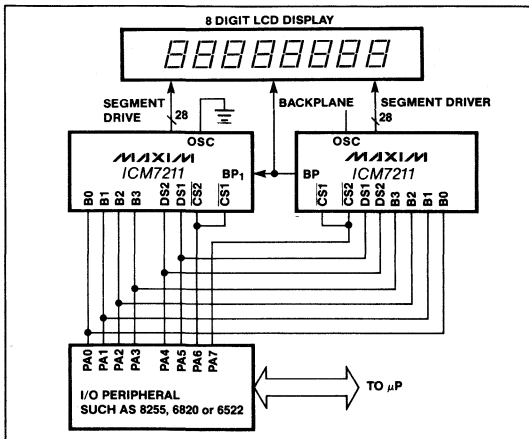 8 DIGIT LCD DISPLAY
SEGMENT DRIVE
28
BACKPLANE
SEGMENT DRIVER
28
OSC
MAXIM
ICM7211
BP1
B0 B1 B2 B3 DS2 DS1 CS2 CS1
OSC
MAXIM
ICM7211
BP
CS1 CS2 DS1 DS2 B3 B2 B1 B0
PA0 PA1 PA2 PA3 PA4 PA5 PA6 PA7
I/O PERIPHERAL
SUCH AS 8255, 6820 or 6522
TO µP